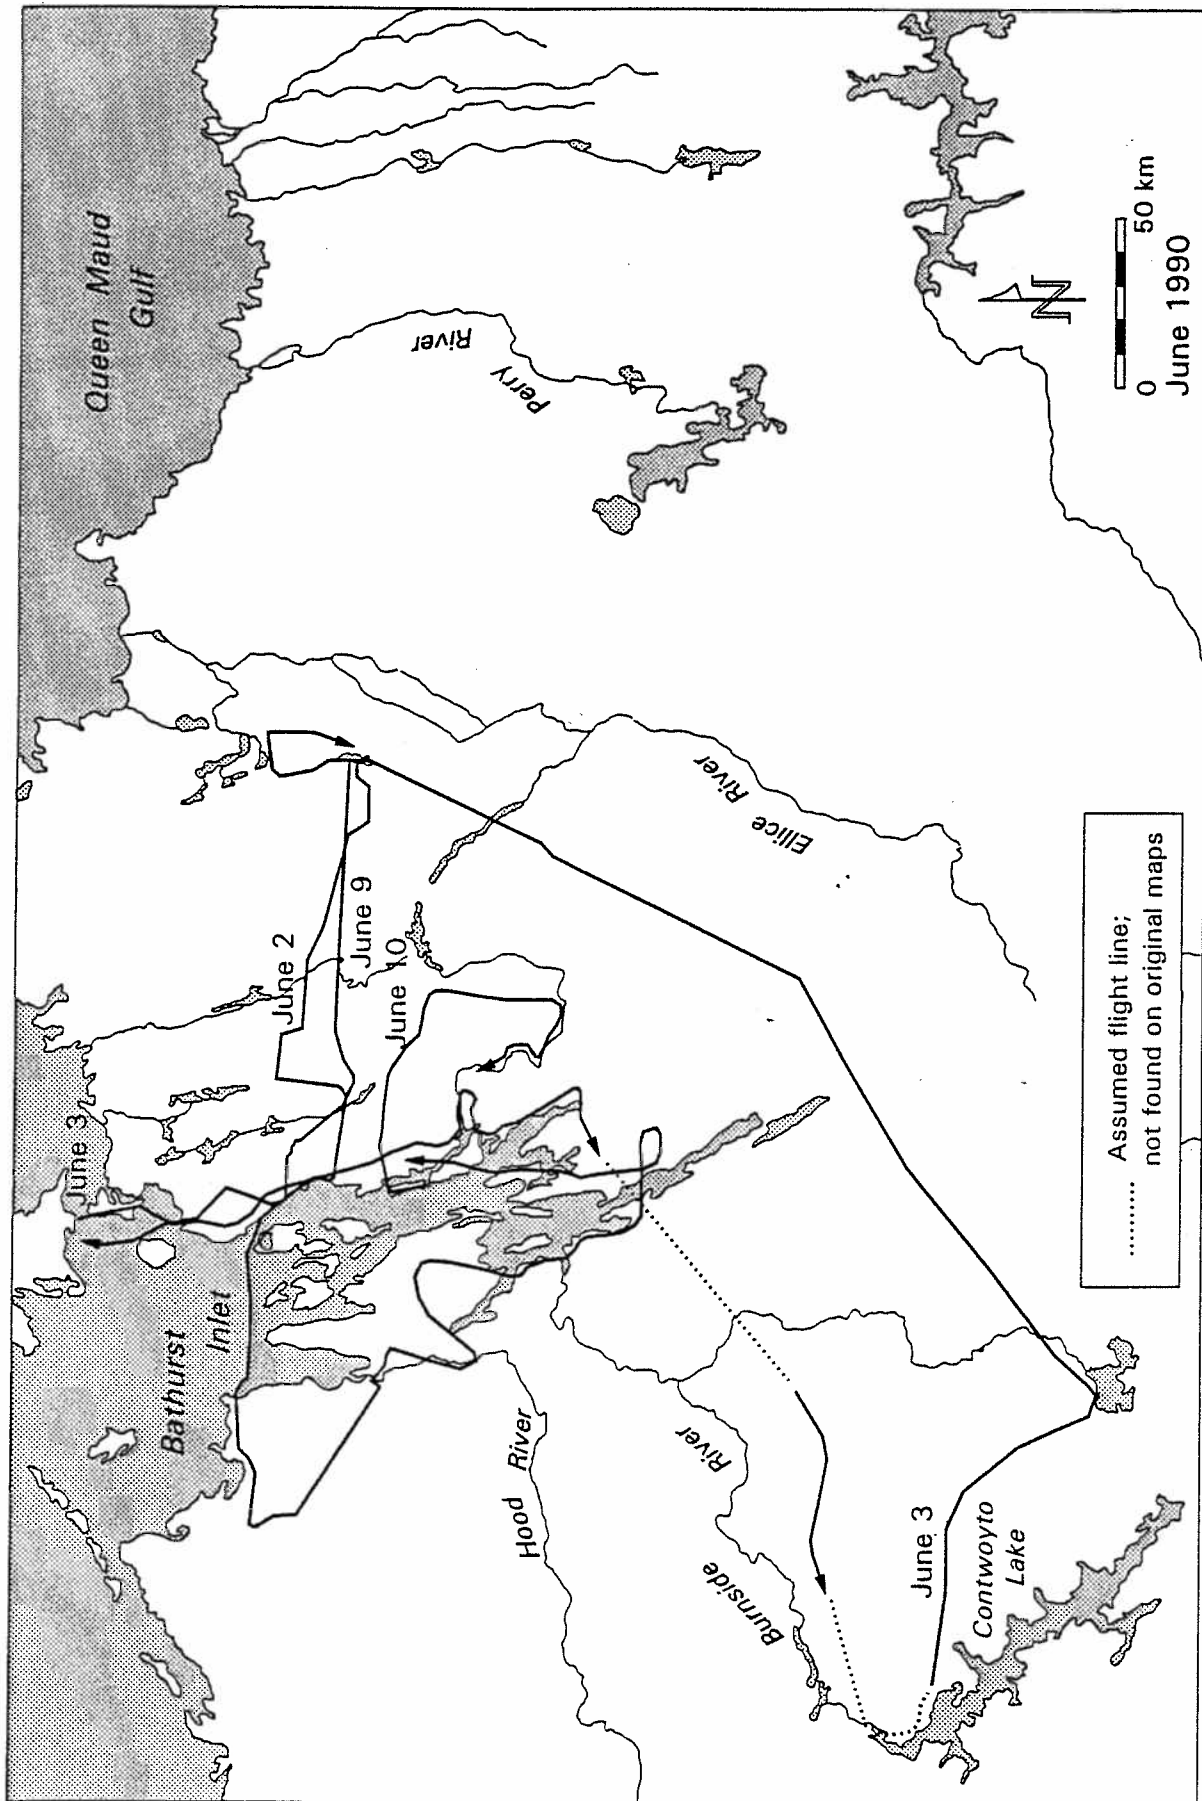 Queen Maud
Gulf
Bathurst
Inlet
June 3
June 2
June 9
June 10
Perry
River
Ellice River
Hood River
Burnside
River
June 3
Contwoyto
Lake
N
0 50 km
June 1990
.......... Assumed flight line;
not found on original maps